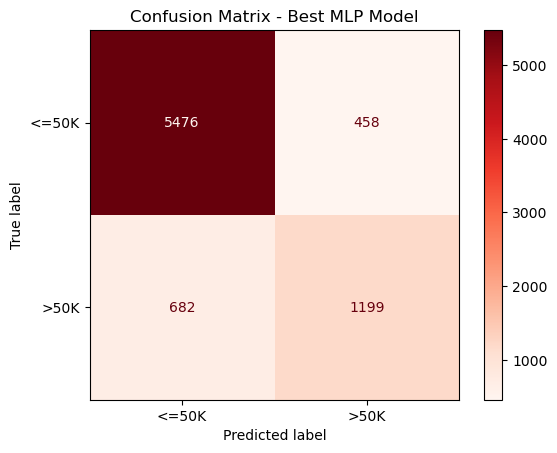 Confusion Matrix - Best MLP Model
True label
<=50K
5476
458
>50K
682
1199
<=50K
>50K
Predicted label
5000
4000
3000
2000
1000